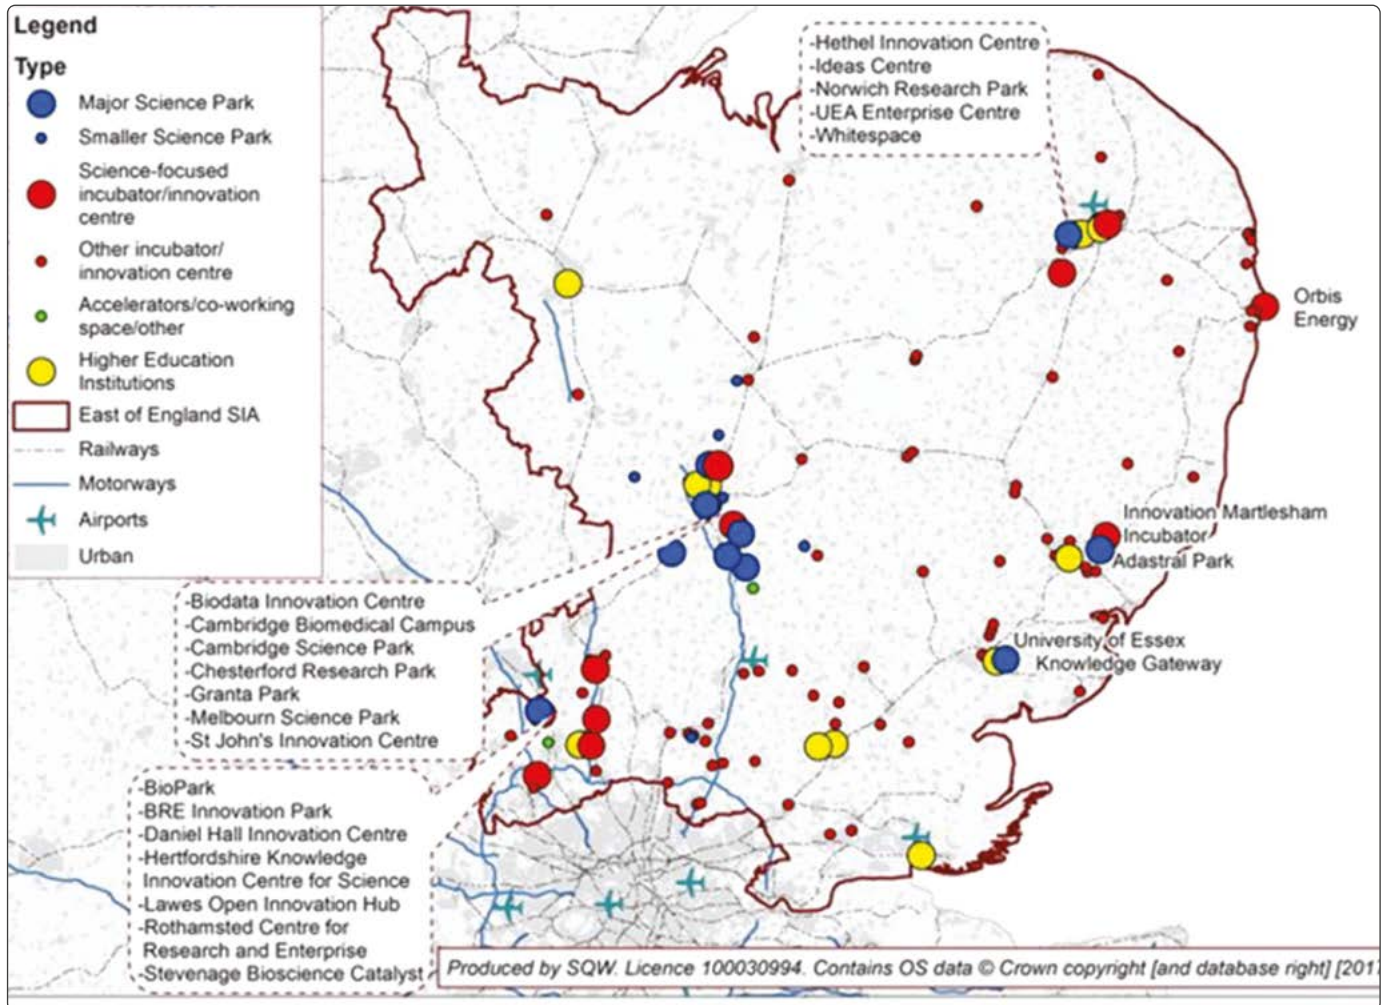 Legend
Type
Major Science Park
Smaller Science Park
Science-focused
incubator/innovation
centre
Other incubator/
innovation centre
Accelerators/co-working
space/other
Higher Education
Institutions
East of England SIA
Railways
Motorways
Airports
Urban
-Hethel Innovation Centre
-Ideas Centre
-Norwich Research Park
-UEA Enterprise Centre
-Whitespace
Orbis
Energy
Innovation Martlesham
Incubator
Adastral Park
University of Essex
Knowledge Gateway
-Biodata Innovation Centre
-Cambridge Biomedical Campus
-Cambridge Science Park
-Chesterford Research Park
-Granta Park
-Melbourn Science Park
-St John's Innovation Centre
-BioPark
-BRE Innovation Park
-Daniel Hall Innovation Centre
-Hertfordshire Knowledge
Innovation Centre for Science
-Lawes Open Innovation Hub
-Rothamsted Centre for
Research and Enterprise
-Stevenage Bioscience Catalyst
Produced by SQW. Licence 100030994. Contains OS data © Crown copyright [and database right] [201